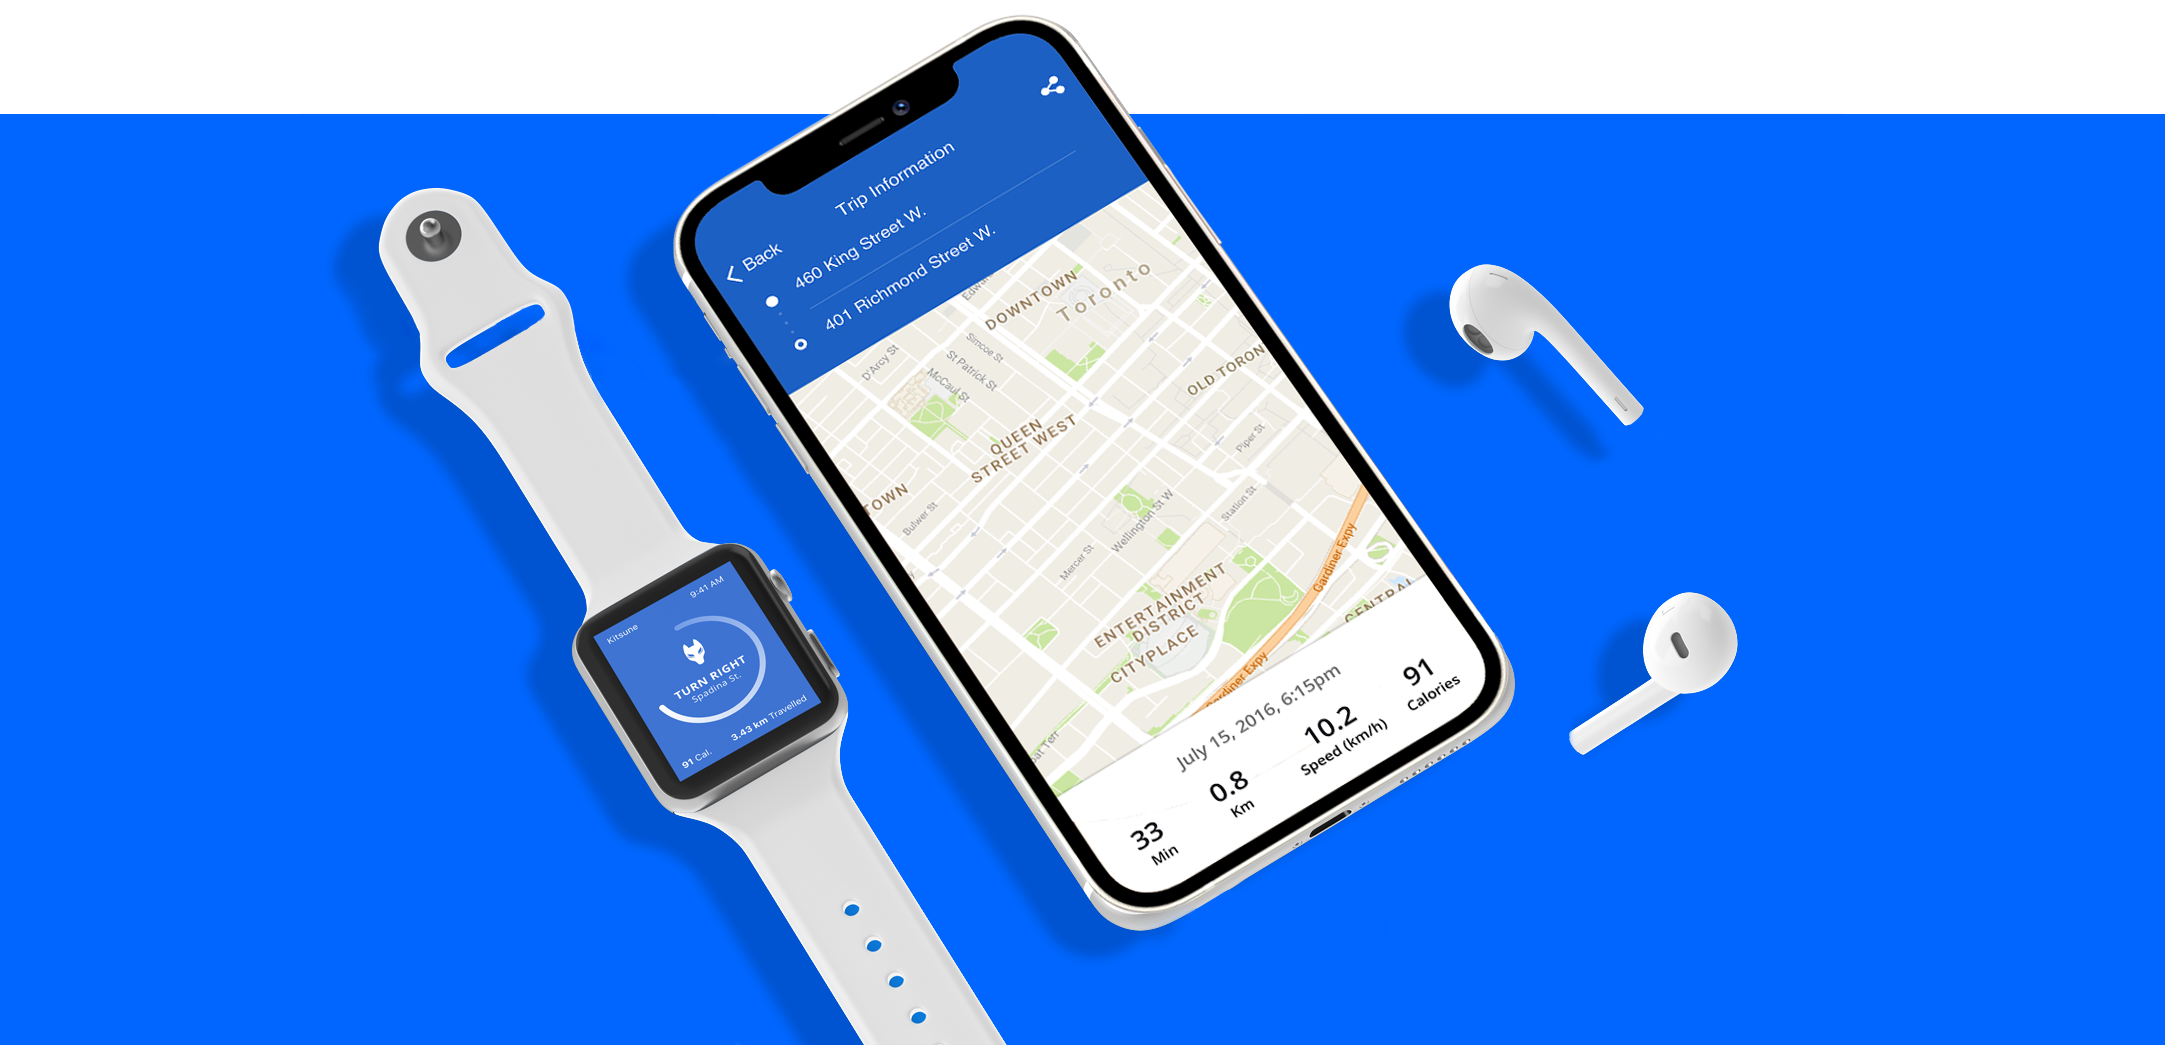 Trip Information
Back
460 King Street W.
401 Richmond Street W.
DOWNTOWN
Toronto
D'Arcy St
Simcoe St
St Patrick St
McCaul St
OLD TORON
QUEEN
STREET WEST
Piper St
TOWN
Bulwer St
Wellington St W
Station St
Mercer St
Gardiner Expy
ENTERTAINMENT
DISTRICT
CITYPLACE
CENTRAL
Gardiner Expy
July 15, 2016, 6:15pm
33
Min
0.8
Km
10.2
Speed (km/h)
91
Calories
Kitsune
9:41 AM
TURN RIGHT
Spadina St.
91 Cal.
3.43 km Travelled